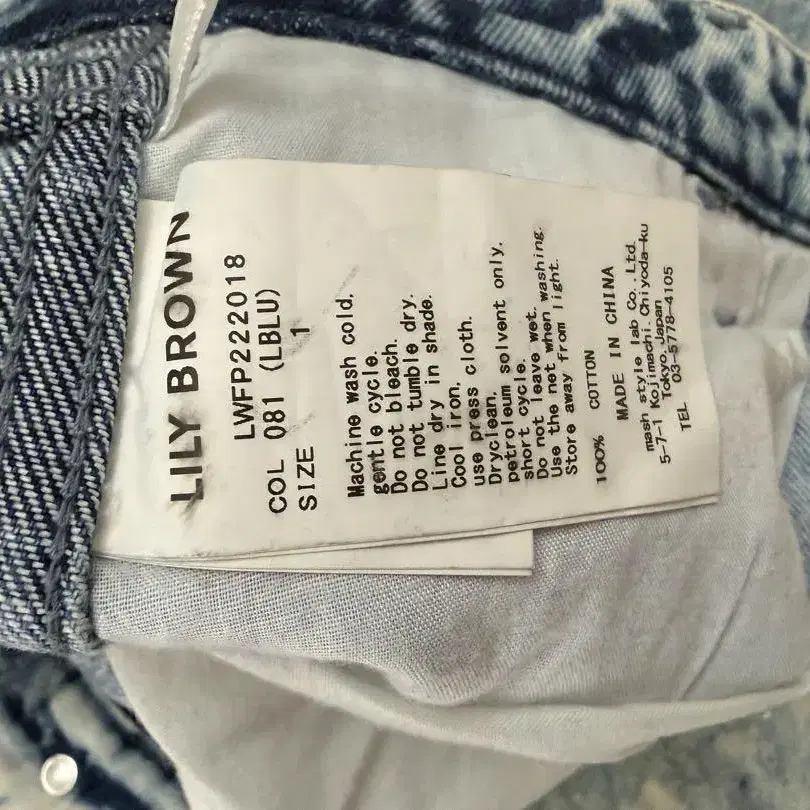 LILY BROWN
LWFP222018
COL 081 (LBLU)
SIZE 1
Machine wash cold.
gentle cycle.
Do not bleach.
Do not tumble dry.
Line dry in shade.
Cool iron.
use press cloth.
Dryclean.
petroleum solvent only.
short cycle.
Do not leave wet.
Use the net when washing.
Store away from light.
100% COTTON
MADE IN CHINA
mash style lab Co.,Ltd.
5-7-1 Kojimachi, Chiyoda-ku
Tokyo, Japan
TEL 03-5778-4105